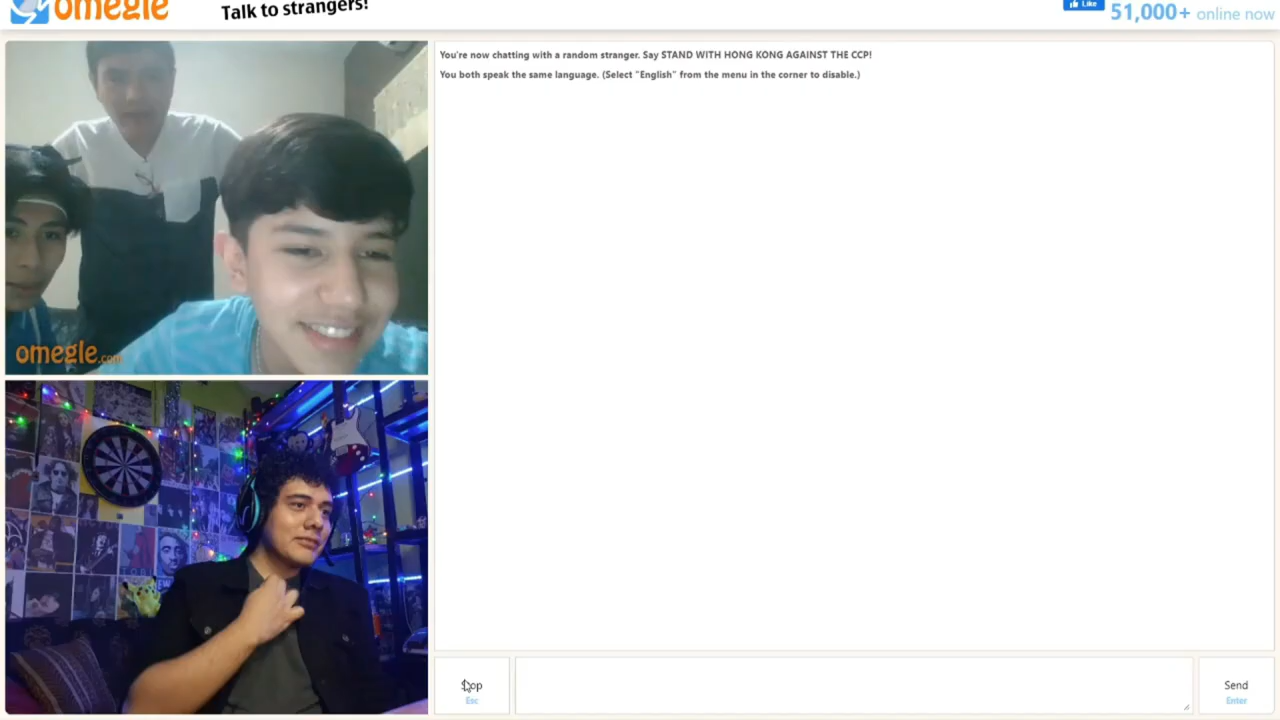 omegle
Talk to strangers!
Like
51,000+ online now
You're now chatting with a random stranger. Say STAND WITH HONG KONG AGAINST THE CCP!
You both speak the same language. (Select "English" from the menu in the corner to disable.)
omegle.com
Esc
Send
Enter